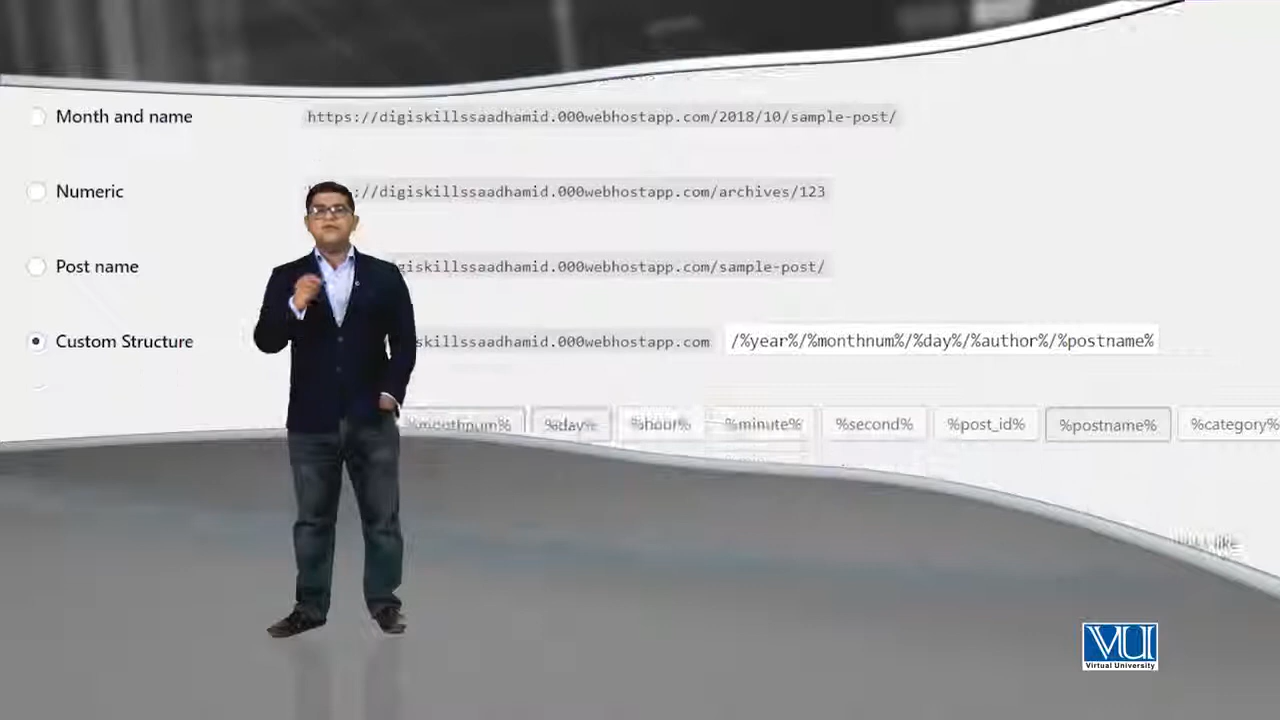 Month and name https://digiskillssaadhamid.000webhostapp.com/2018/10/sample-post/
Numeric ://digiskillssaadhamid.000webhostapp.com/archives/123
Post name giskillssaadhamid.000webhostapp.com/sample-post/
Custom Structure skillssaadhamid.000webhostapp.com /%year%/%monthnum%/%day%/%author%/%postname%
%monthnum% %day% %hour% %minute% %second% %post_id% %postname% %category%
VU
Virtual University